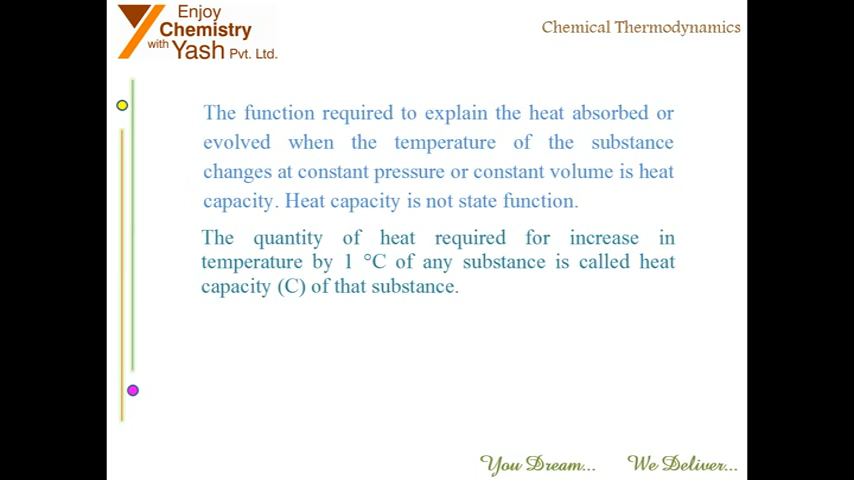 Enjoy
Chemistry
with Yash Pvt. Ltd.
Chemical Thermodynamics
The function required to explain the heat absorbed or
evolved when the temperature of the substance
changes at constant pressure or constant volume is heat
capacity. Heat capacity is not state function.
The quantity of heat required for increase in
temperature by 1 °C of any substance is called heat
capacity (C) of that substance.
You Dream... We Deliver...